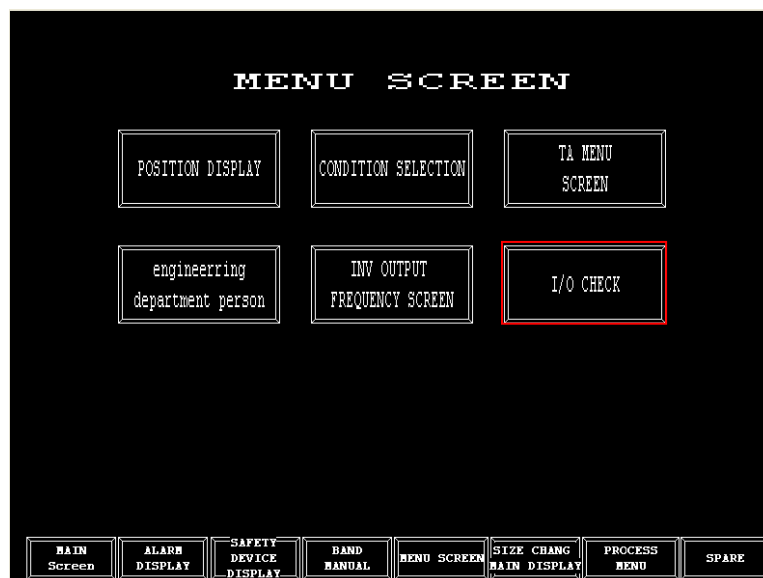 MENU SCREEN
POSITION DISPLAY
CONDITION SELECTION
TA MENU
SCREEN
engineerring
department person
INV OUTPUT
FREQUENCY SCREEN
I/O CHECK
MAIN
Screen
ALARM
DISPLAY
SAFETY
DEVICE
DISPLAY
BAND
MANUAL
MENU SCREEN
SIZE CHANG
MAIN DISPLAY
PROCESS
MENU
SPARE